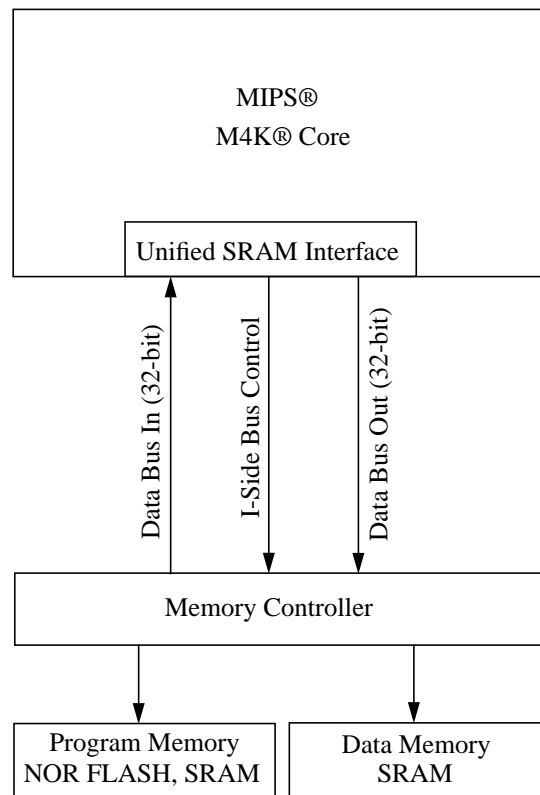 MIPS®
M4K® Core
Unified SRAM Interface
Data Bus In (32-bit)
I-Side Bus Control
Data Bus Out (32-bit)
Memory Controller
Program Memory
NOR FLASH, SRAM
Data Memory
SRAM